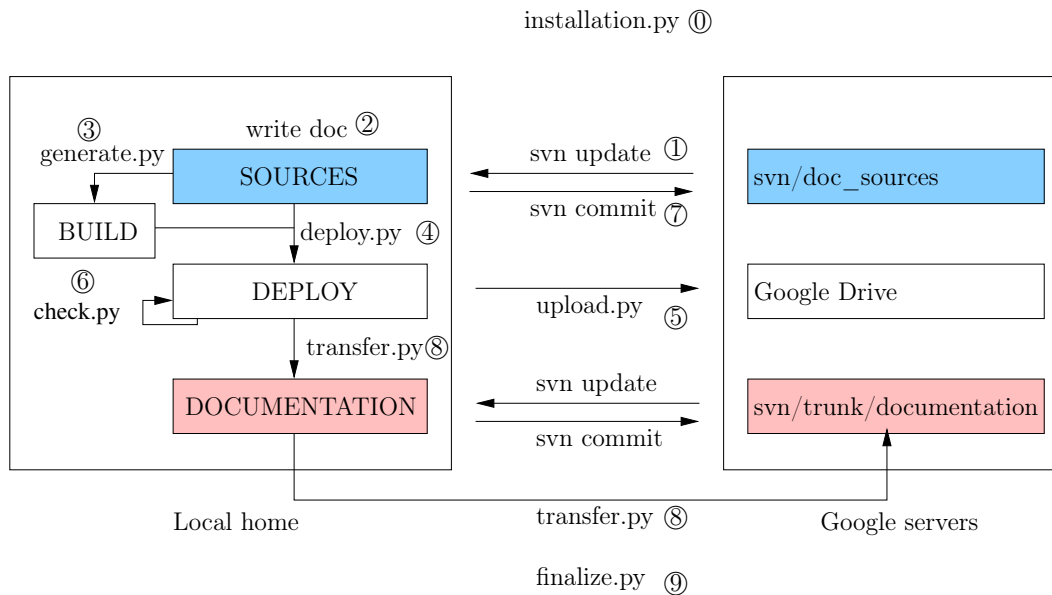 installation.py ⓪
③
write doc ②
generate.py
svn update ①
SOURCES
svn/doc_sources
svn commit ⑦
BUILD
deploy.py ④
⑥
DEPLOY
Google Drive
check.py
upload.py ⑤
transfer.py⑧
svn update
DOCUMENTATION
svn/trunk/documentation
svn commit
Local home
transfer.py ⑧
Google servers
finalize.py ⑨